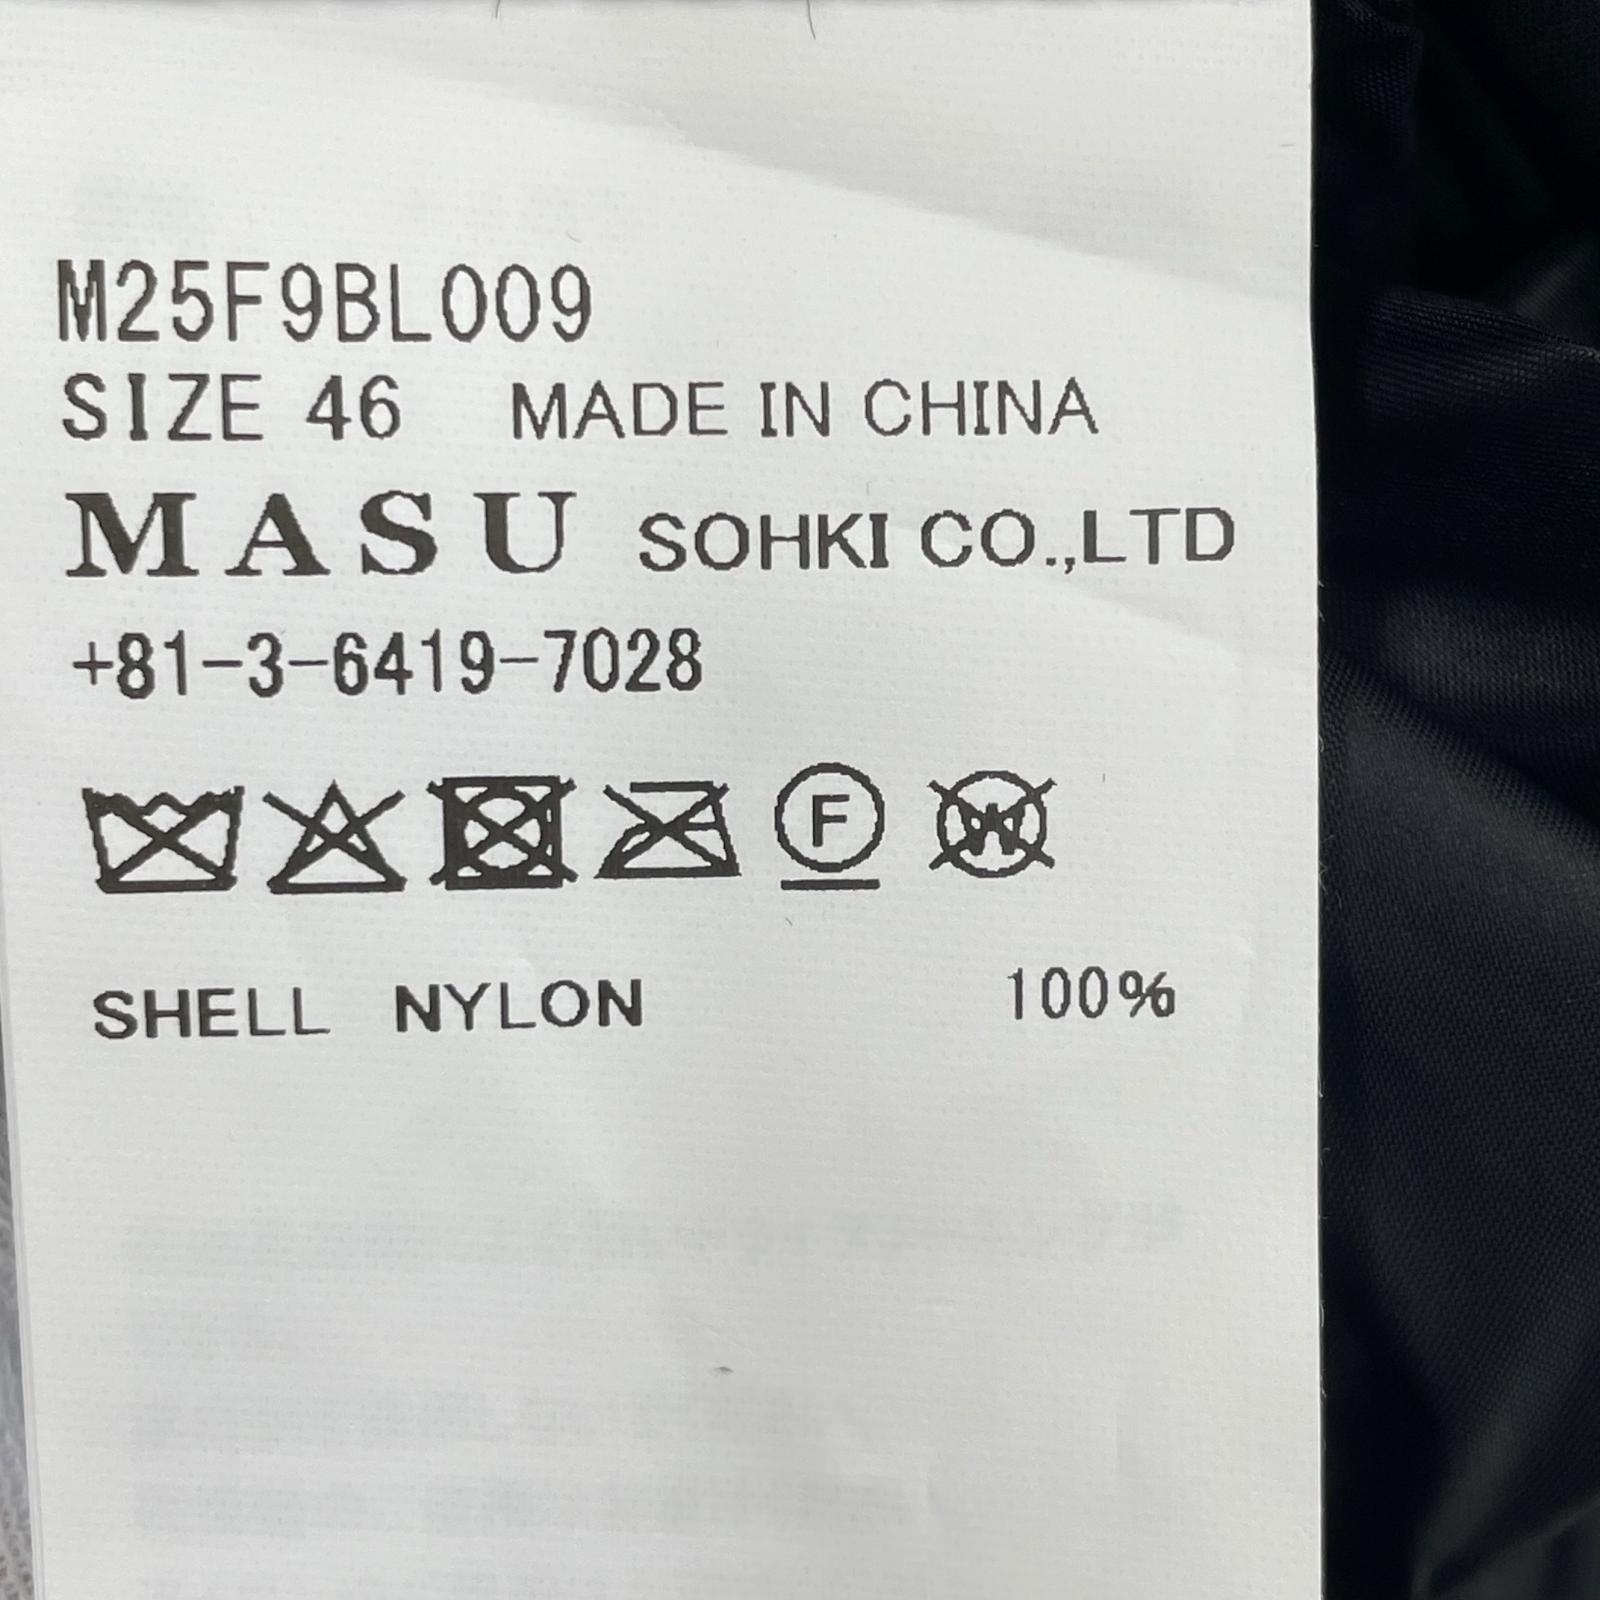 M25F9BL009
SIZE 46 MADE IN CHINA
MASU SOHKI CO.,LTD
+81-3-6419-7028
F W
SHELL NYLON 100%